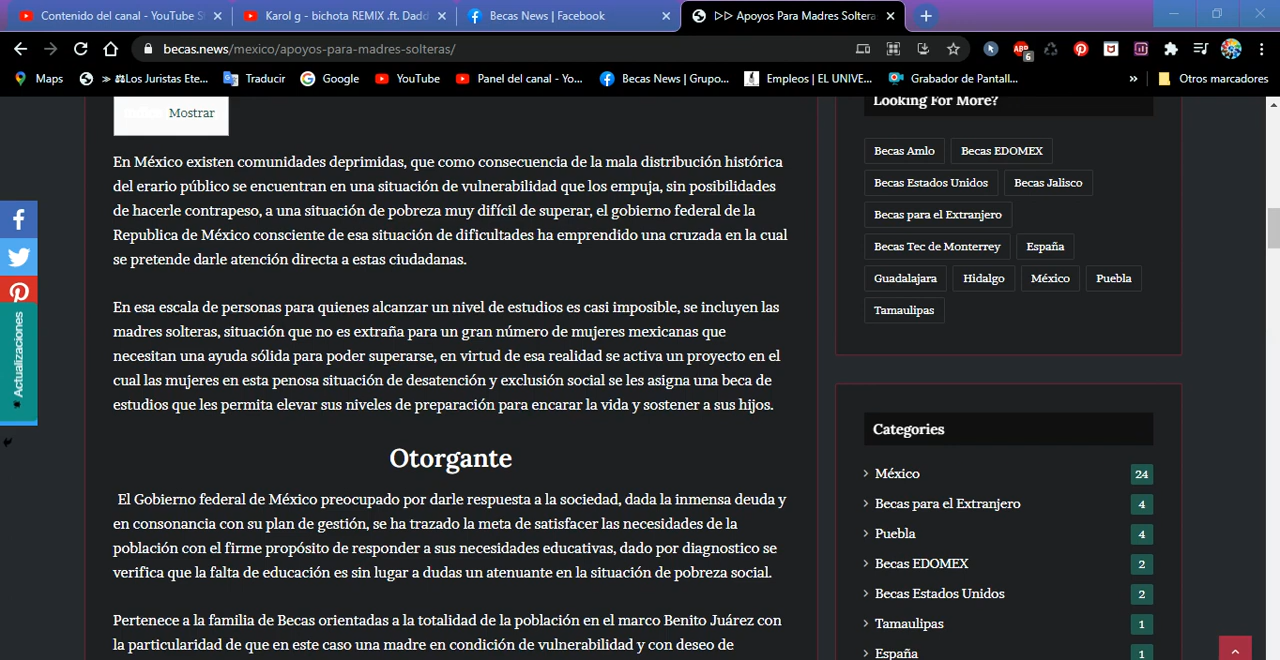 Contenido del canal - YouTube S
Karol g - bichota REMIX .ft. Dadd
Becas News | Facebook
▷▷ Apoyos Para Madres Soltera
becas.news/mexico/apoyos-para-madres-solteras/
ABP
6
Maps
» ⚖Los Juristas Ete...
Traducir
Google
YouTube
Panel del canal - Yo...
Becas News | Grupo...
Empleos | EL UNIVE...
Grabador de Pantall...
»
Otros marcadores
Mostrar
En México existen comunidades deprimidas, que como consecuencia de la mala distribución histórica
del erario público se encuentran en una situación de vulnerabilidad que los empuja, sin posibilidades
de hacerle contrapeso, a una situación de pobreza muy difícil de superar, el gobierno federal de la
Republica de México consciente de esa situación de dificultades ha emprendido una cruzada en la cual
se pretende darle atención directa a estas ciudadanas.
En esa escala de personas para quienes alcanzar un nivel de estudios es casi imposible, se incluyen las
madres solteras, situación que no es extraña para un gran número de mujeres mexicanas que
necesitan una ayuda sólida para poder superarse, en virtud de esa realidad se activa un proyecto en el
cual las mujeres en esta penosa situación de desatención y exclusión social se les asigna una beca de
estudios que les permita elevar sus niveles de preparación para encarar la vida y sostener a sus hijos.
Otorgante
El Gobierno federal de México preocupado por darle respuesta a la sociedad, dada la inmensa deuda y
en consonancia con su plan de gestión, se ha trazado la meta de satisfacer las necesidades de la
población con el firme propósito de responder a sus necesidades educativas, dado por diagnostico se
verifica que la falta de educación es sin lugar a dudas un atenuante en la situación de pobreza social.
Pertenece a la familia de Becas orientadas a la totalidad de la población en el marco Benito Juárez con
la particularidad de que en este caso una madre en condición de vulnerabilidad y con deseo de
Actualizaciones
Looking For More?
Becas Amlo
Becas EDOMEX
Becas Estados Unidos
Becas Jalisco
Becas para el Extranjero
Becas Tec de Monterrey
España
Guadalajara
Hidalgo
México
Puebla
Tamaulipas
Categories
México 24
Becas para el Extranjero 4
Puebla 4
Becas EDOMEX 2
Becas Estados Unidos 2
Tamaulipas 1
España 1